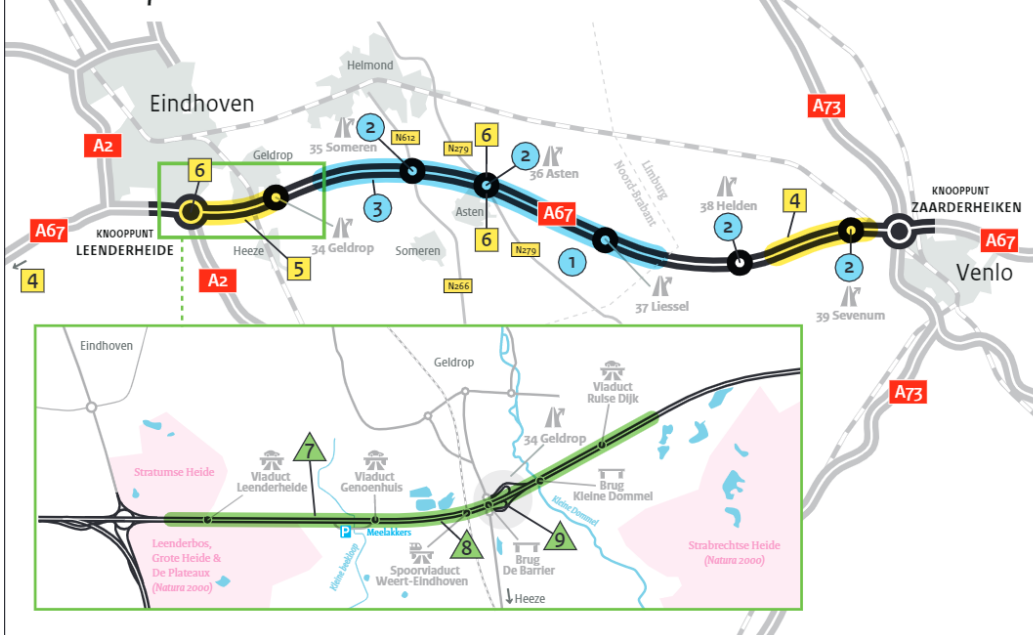 Helmond
Eindhoven
A73
A2
2
N612
6
N279
2
35 Someren
36 Asten
Geldrop
6
Limburg
Noord-Brabant
3
Asten
A67
38 Helden
4
KNOOPPUNT
ZAARDERHEIKEN
KNOOPPUNT
LEENDERHEIDE
A67
34 Geldrop
Someren
6
N279
2
A67
Heeze
5
1
2
Venlo
4
A2
N266
37 Liessel
39 Sevenum
Eindhoven
Geldrop
Viaduct
Rulse Dijk
A73
34 Geldrop
7
Stratumse Heide
Viaduct
Leenderheide
Viaduct
Genoenhuis
Brug
Kleine Dommel
Kleine Dommel
P
Meelakkers
8
9
Leenderbos,
Grote Heide &
De Plateaux
(Natura 2000)
Kleine beekloop
Spoorviaduct
Weert-Eindhoven
Brug
De Barrier
Strabrechtse Heide
(Natura 2000)
Heeze